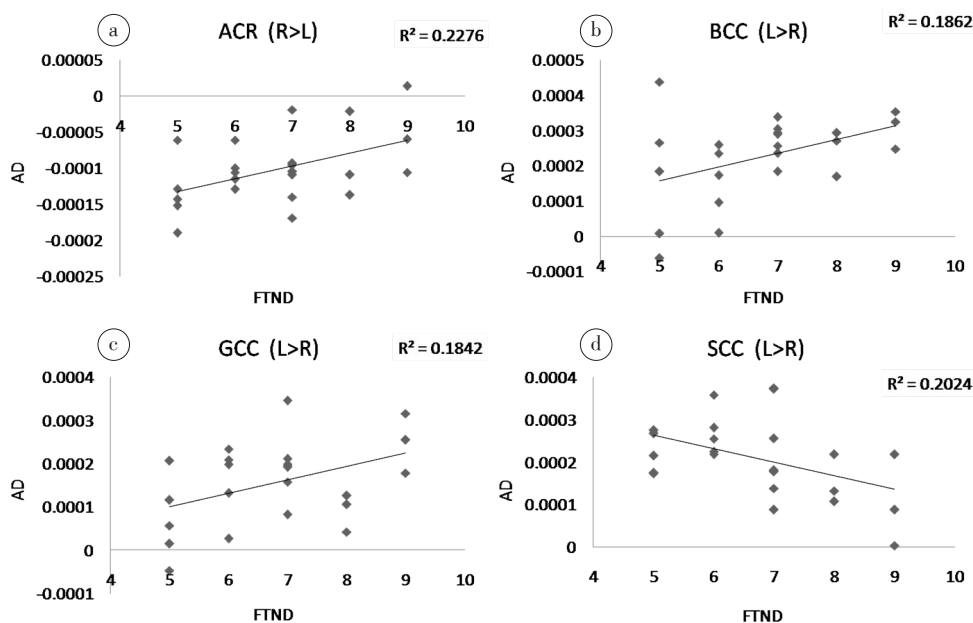 a
ACR (R>L)
R² = 0.2276
0.00005
0
-0.00005
-0.0001
-0.00015
-0.0002
-0.00025
4 5 6 7 8 9 10
AD
FTND
b
BCC (L>R)
R² = 0.1862
0.0005
0.0004
0.0003
0.0002
0.0001
0
-0.0001
4 5 6 7 8 9 10
AD
FTND
c
GCC (L>R)
R² = 0.1842
0.0004
0.0003
0.0002
0.0001
0
-0.0001
4 5 6 7 8 9 10
AD
FTND
d
SCC (L>R)
R² = 0.2024
0.0004
0.0003
0.0002
0.0001
0
4 5 6 7 8 9 10
AD
FTND